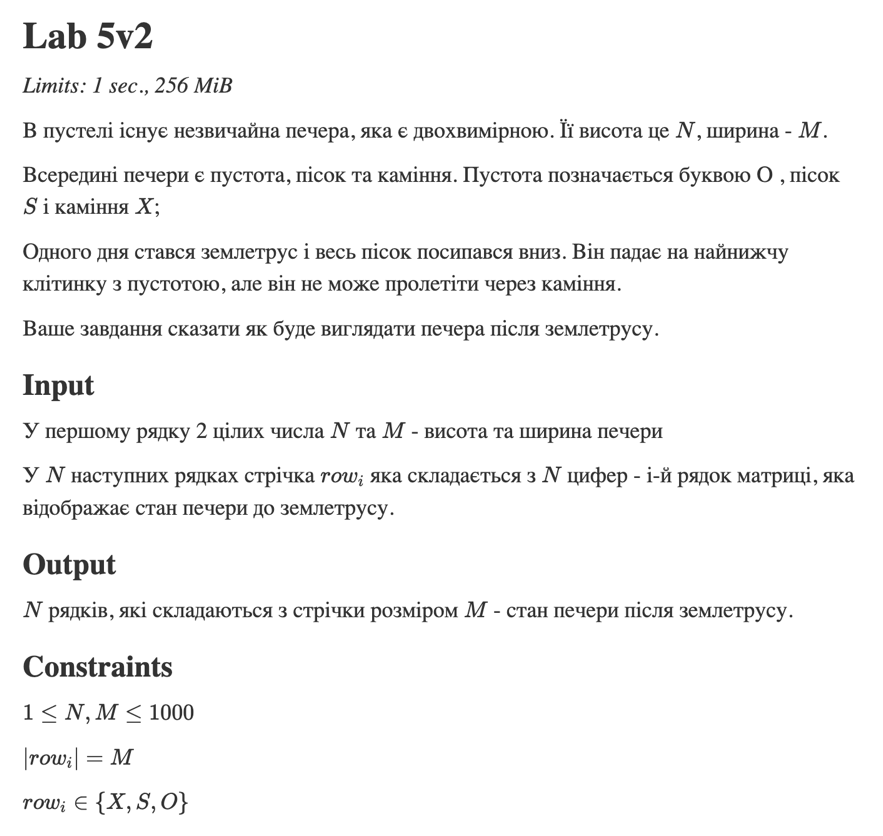 Lab 5v2
Limits: 1 sec., 256 MiB
В пустелі існує незвичайна печера, яка є двохвимірною. Її висота це N, ширина - M.
Всередині печери є пустота, пісок та каміння. Пустота позначається буквою О , пісок
S і каміння X;
Одного дня стався землетрус і весь пісок посипався вниз. Він падає на найнижчу
клітинку з пустотою, але він не може пролетіти через каміння.
Ваше завдання сказати як буде виглядати печера після землетрусу.
Input
У першому рядку 2 цілих числа N та M - висота та ширина печери
У N наступних рядках стрічка row_i яка складається з N цифер - і-й рядок матриці, яка
відображає стан печери до землетрусу.
Output
N рядків, які складаються з стрічки розміром M - стан печери після землетрусу.
Constraints
1 ≤ N, M ≤ 1000
|row_i| = M
row_i ∈ {X, S, O}